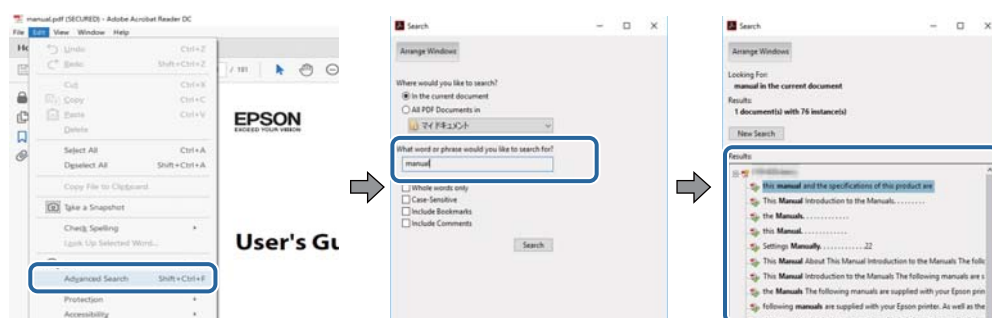 manual.pdf (SECURED) - Adobe Acrobat Reader DC
File Edit View Window Help
Undo Ctrl+Z
Redo Shift+Ctrl+Z
Cut Ctrl+X
Copy Ctrl+C
Paste Ctrl+V
Delete
Select All Ctrl+A
Deselect All Shift+Ctrl+A
Copy File to Clipboard
Take a Snapshot
Check Spelling
Look Up Selected Word...
Advanced Search Shift+Ctrl+F
Protection
Accessibility
/ 191
EPSON
EXCEED YOUR VISION
User's Gu
Search
Arrange Windows
Where would you like to search?
In the current document
All PDF Documents in
マイ ドキュメント
What word or phrase would you like to search for?
manual
Whole words only
Case-Sensitive
Include Bookmarks
Include Comments
Search
Search
Arrange Windows
Looking For:
manual in the current document
Results:
1 document(s) with 76 instance(s)
New Search
Results:
this manual and the specifications of this product are
This Manual Introduction to the Manuals. . . . . . . . .
the Manuals. . . . . . . . . . . . .
this Manual. . . . . . . . . . . . .
Settings Manually. . . . . . . . . . . . .22
This Manual About This Manual Introduction to the Manuals The follo
This Manual Introduction to the Manuals The following manuals are s
the Manuals The following manuals are supplied with your Epson prin
following manuals are supplied with your Epson printer. As well as the